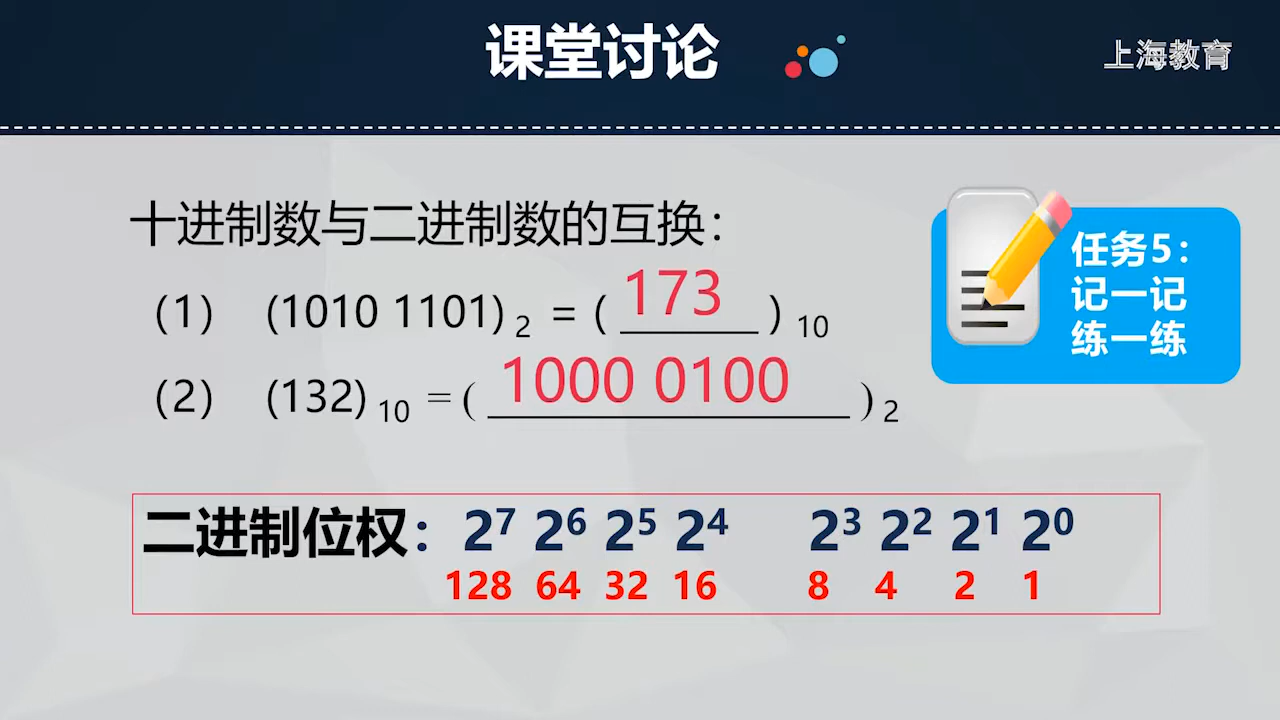 课堂讨论
上海教育
十进制数与二进制数的互换：
(1) (1010 1101)₂ = (173)₁₀
(2) (132)₁₀ = (1000 0100)₂
任务5：
记一记
练一练
二进制位权： 2⁷ 2⁶ 2⁵ 2⁴ 2³ 2² 2¹ 2⁰
128 64 32 16 8 4 2 1